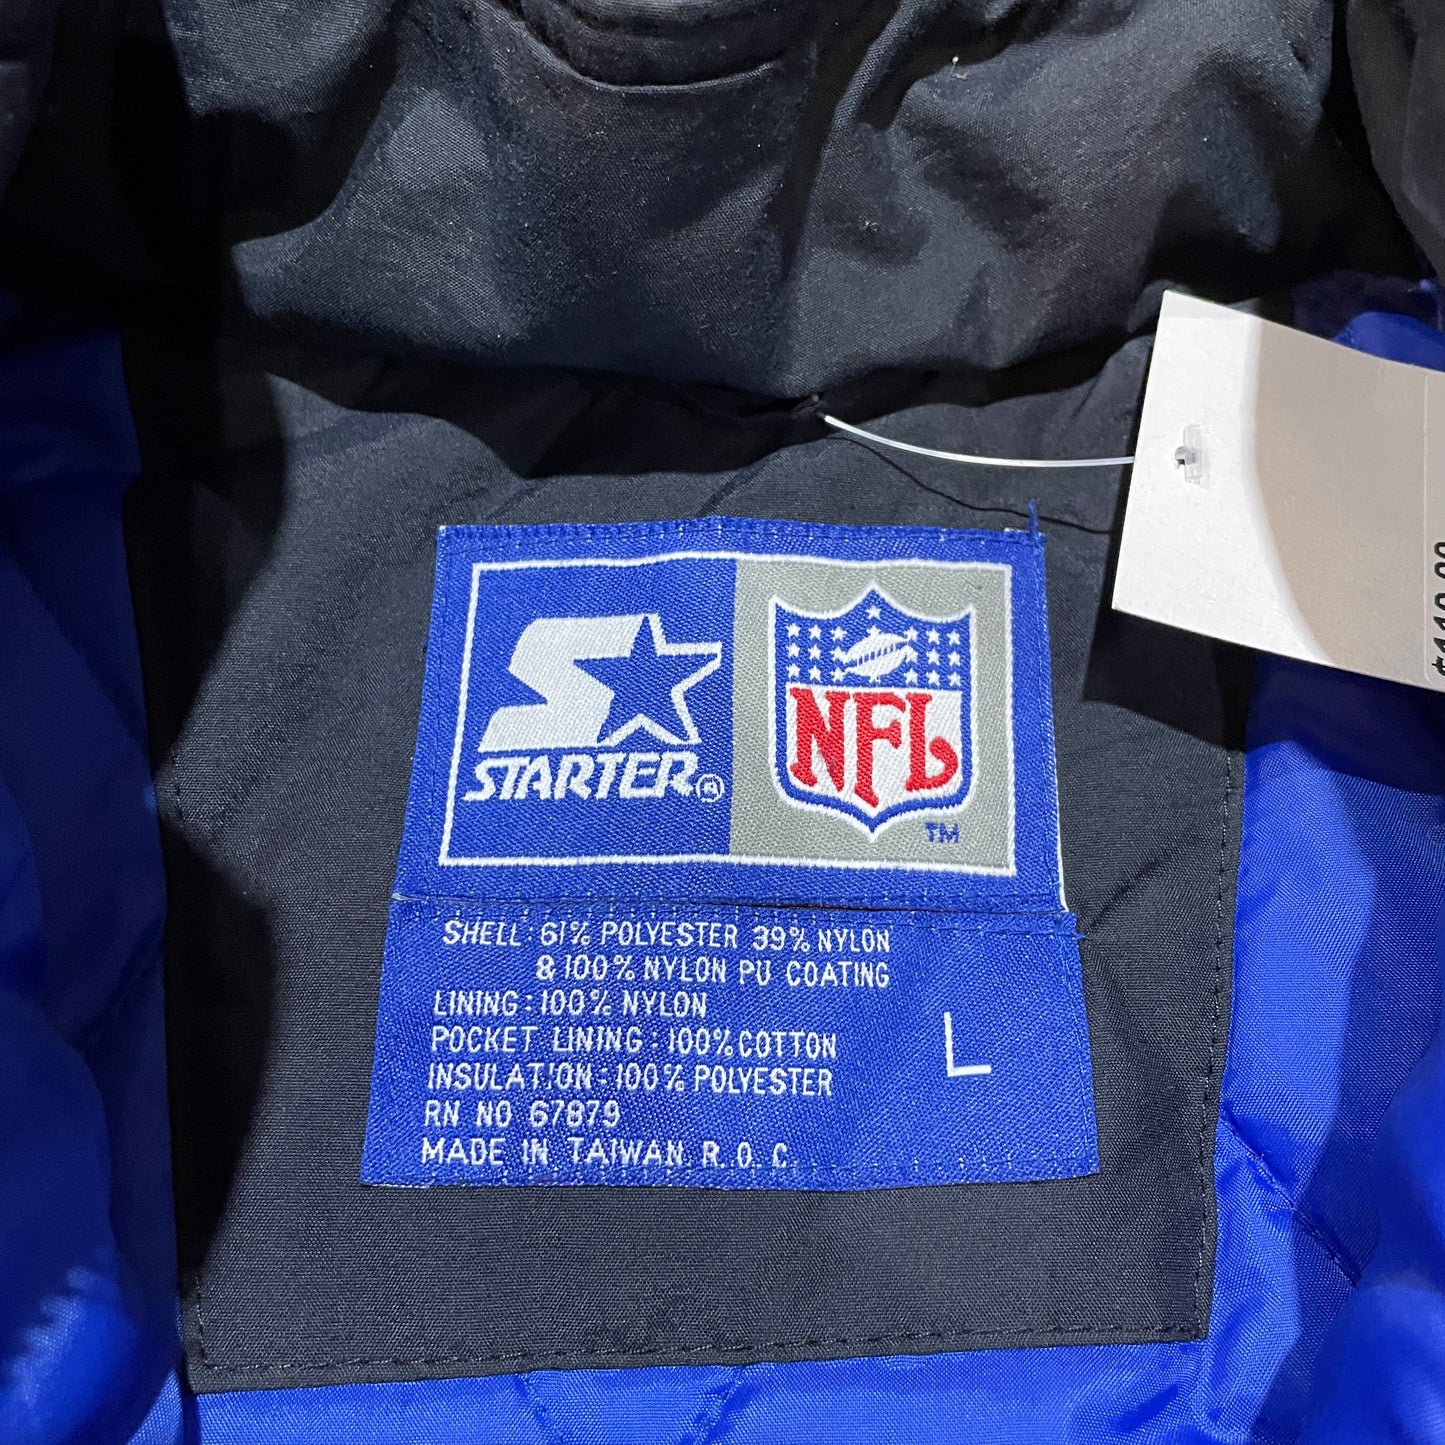 STARTER®
NFL
TM
SHELL: 61% POLYESTER 39% NYLON
& 100% NYLON PU COATING
LINING: 100% NYLON
POCKET LINING: 100% COTTON
INSULATION: 100% POLYESTER
RN NO 67879
MADE IN TAIWAN R.O.C.
L